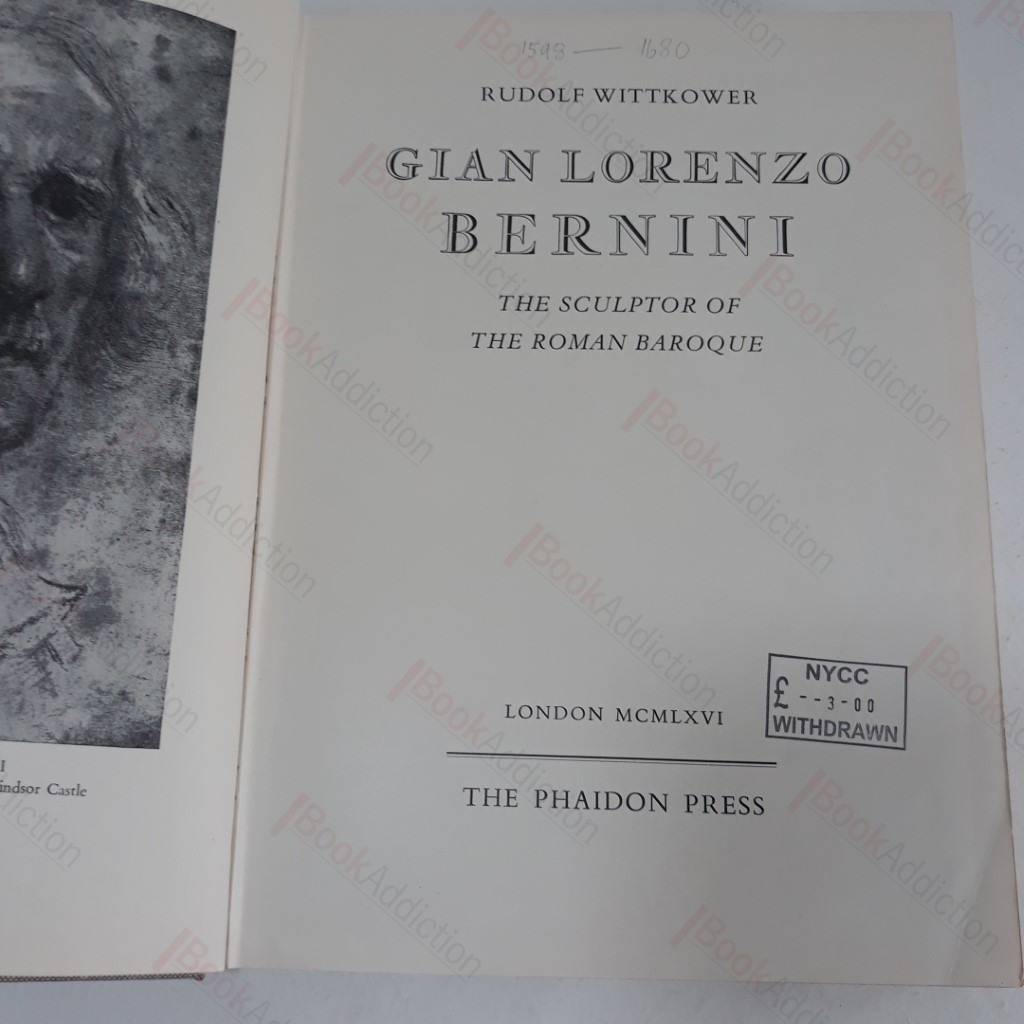 1598 — 1680
RUDOLF WITTKOWER
GIAN LORENZO
BERNINI
THE SCULPTOR OF
THE ROMAN BAROQUE
NYCC
£ - - 3 - 00
WITHDRAWN
LONDON MCMLXVI
THE PHAIDON PRESS
I
indsor Castle
BookAddiction